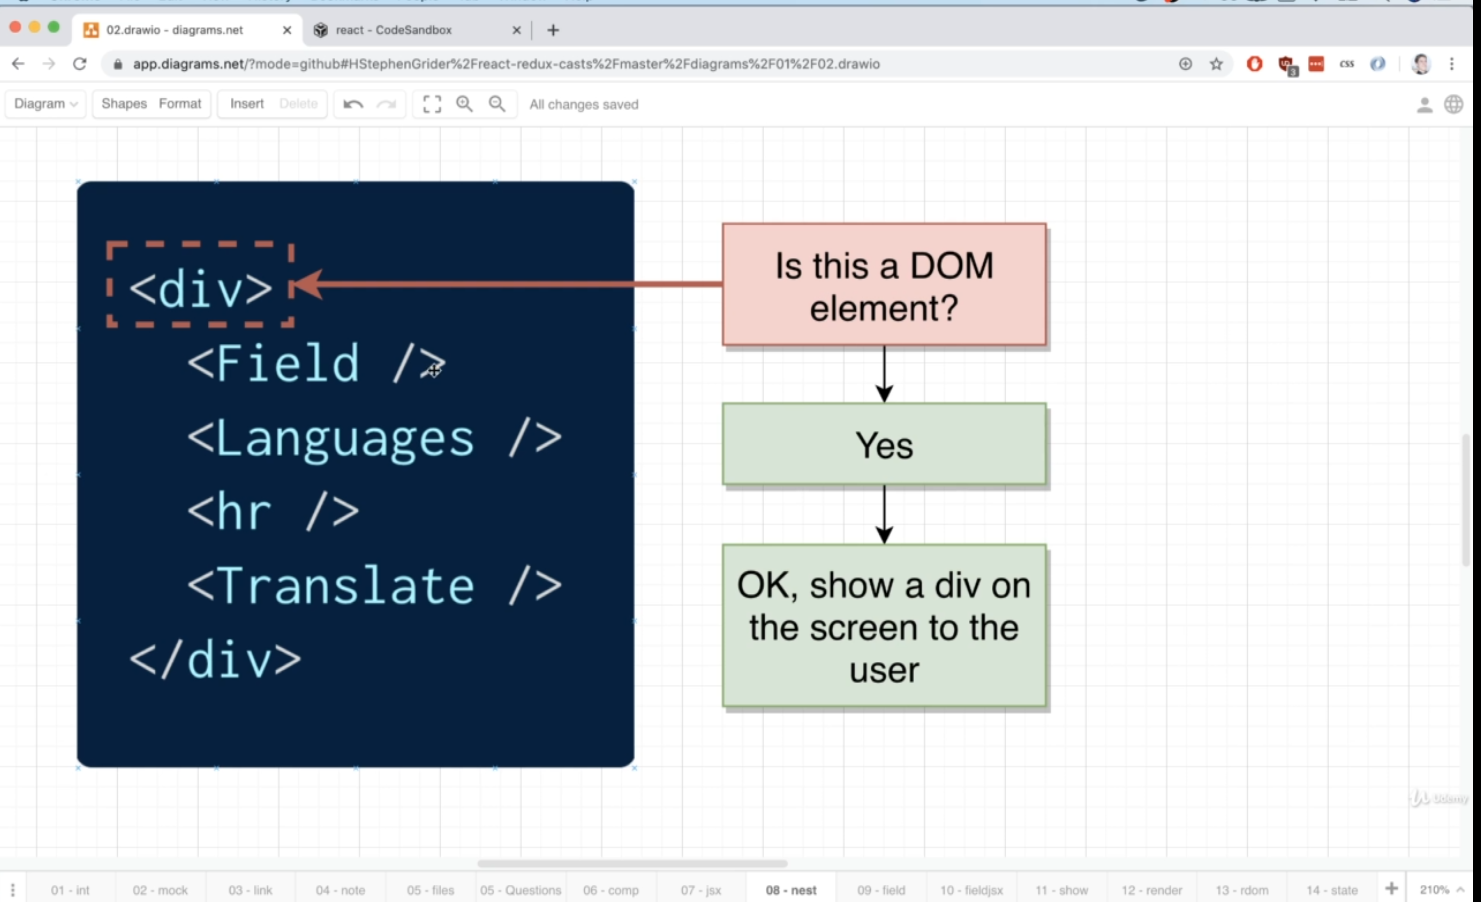 02.drawio - diagrams.net
react - CodeSandbox
app.diagrams.net/?mode=github#HStephenGrider%2Freact-redux-casts%2Fmaster%2Fdiagrams%2F01%2F02.drawio
3
css
Diagram Shapes Format Insert Delete All changes saved
<div>
<Field />
<Languages />
<hr />
<Translate />
</div>
Is this a DOM
element?
Yes
OK, show a div on
the screen to the
user
Udemy
01 - int 02 - mock 03 - link 04 - note 05 - files 05 - Questions 06 - comp 07 - jsx 08 - nest 09 - field 10 - fieldjsx 11 - show 12 - render 13 - rdom 14 - state + 210%